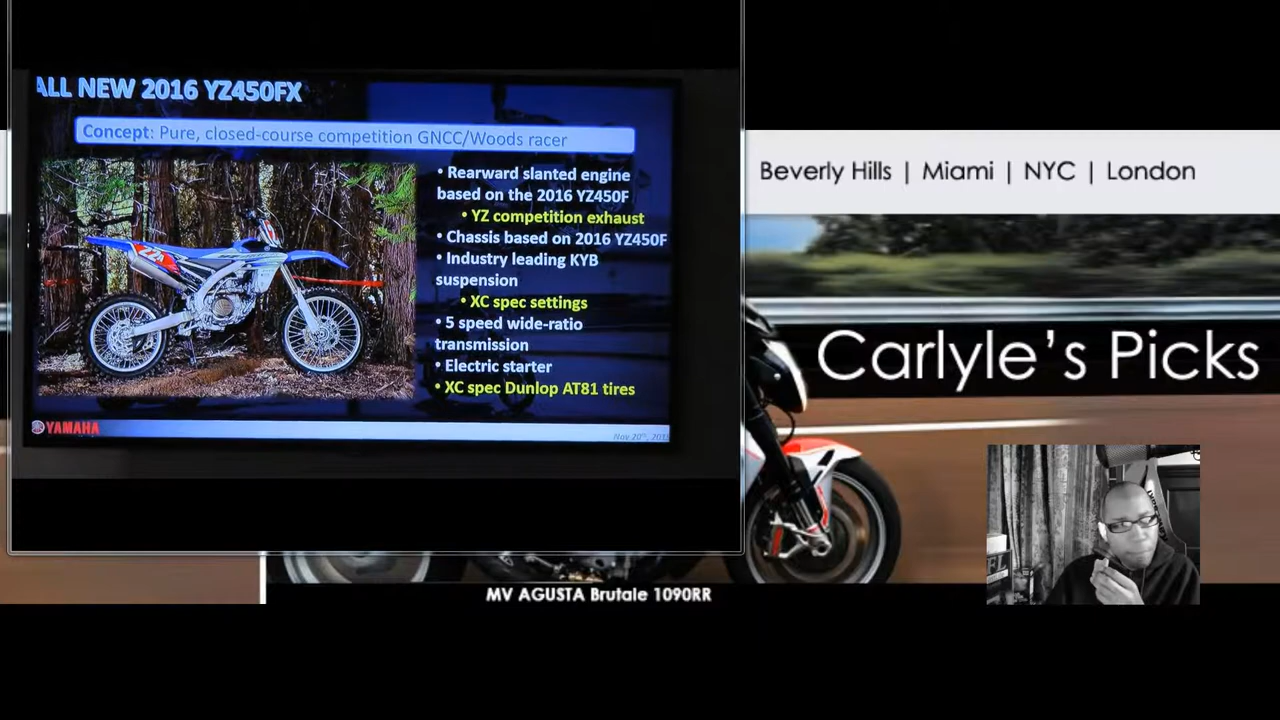 ALL NEW 2016 YZ450FX
Concept: Pure, closed-course competition GNCC/Woods racer
• Rearward slanted engine
based on the 2016 YZ450F
• YZ competition exhaust
• Chassis based on 2016 YZ450F
• Industry leading KYB
suspension
• XC spec settings
• 5 speed wide-ratio
transmission
• Electric starter
• XC spec Dunlop AT81 tires
YAMAHA
Nov 20th,
Beverly Hills | Miami | NYC | London
Carlyle's Picks
MV AGUSTA Brutale 1090RR